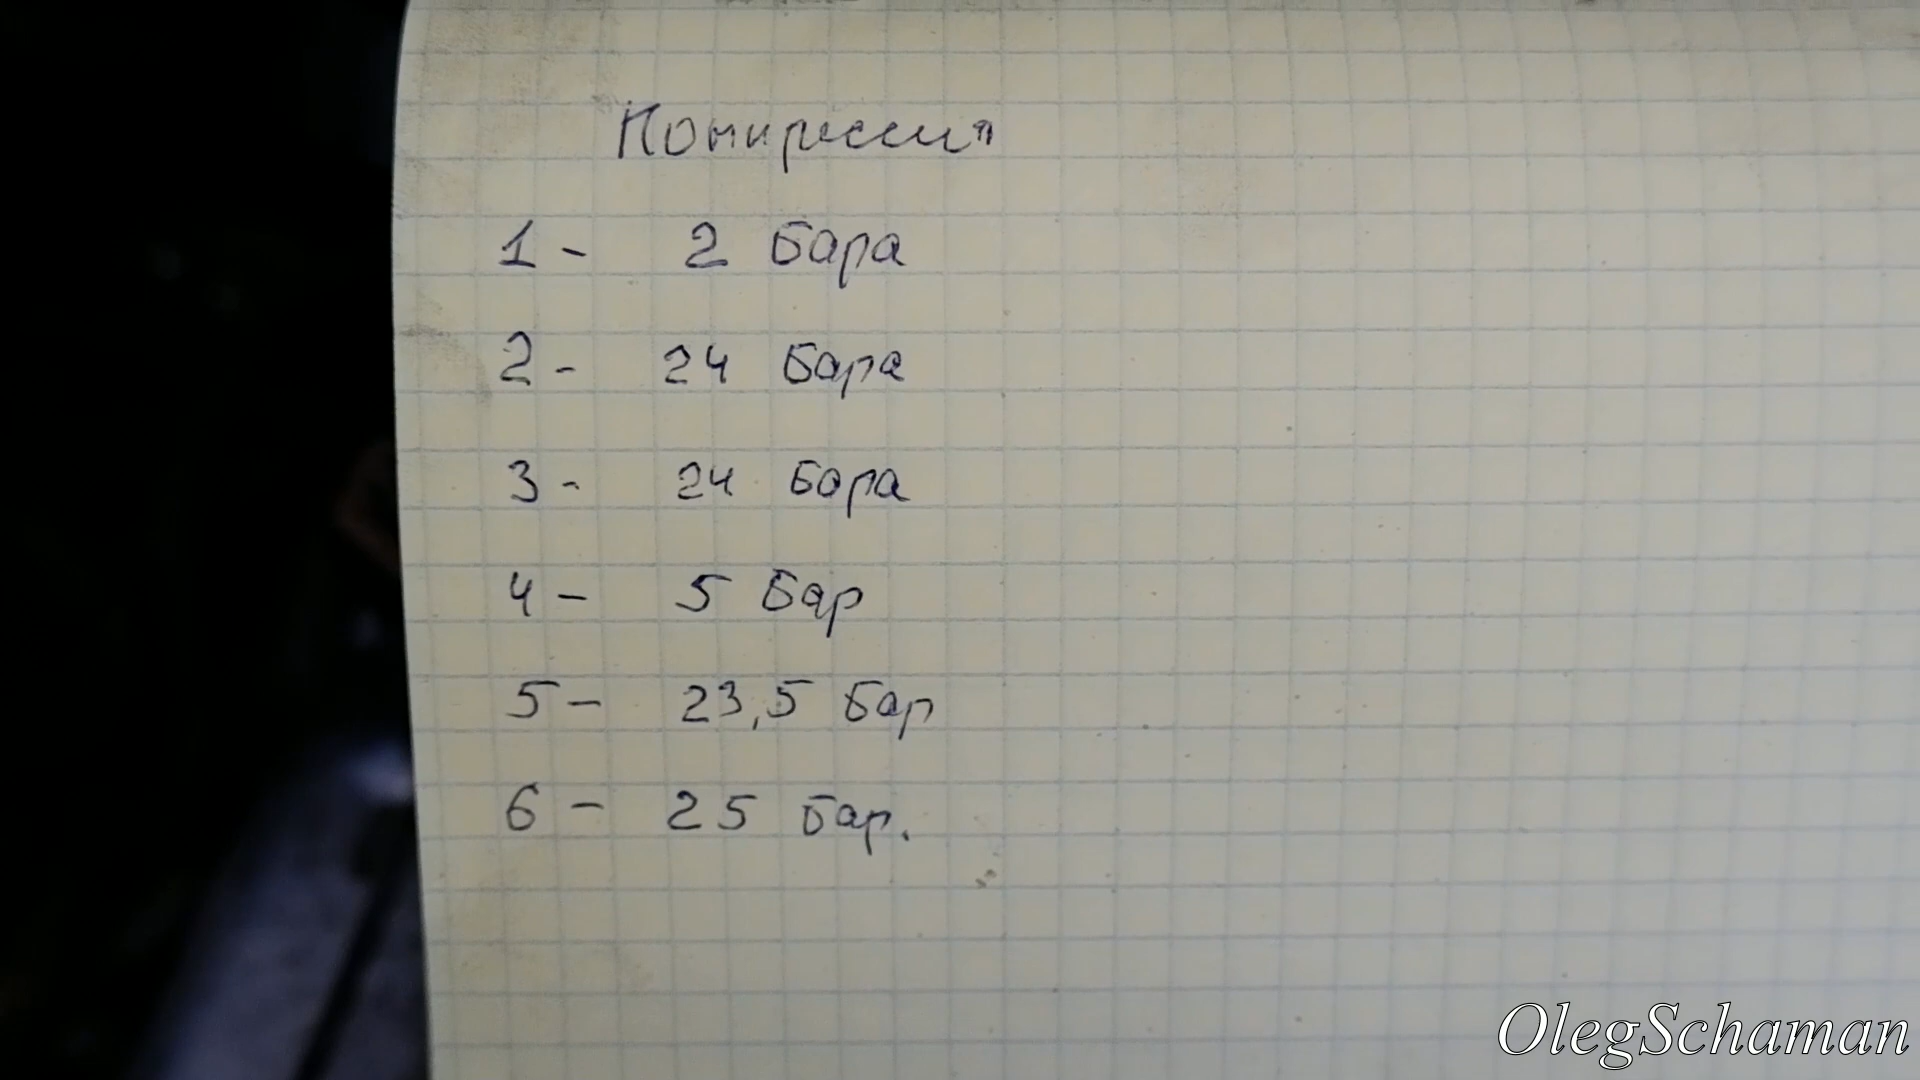 Компрессия
1 - 2 Бара
2 - 24 Бара
3 - 24 Бара
4 - 5 Бар
5 - 23,5 Бар
6 - 25 Бар.
OlegSchaman